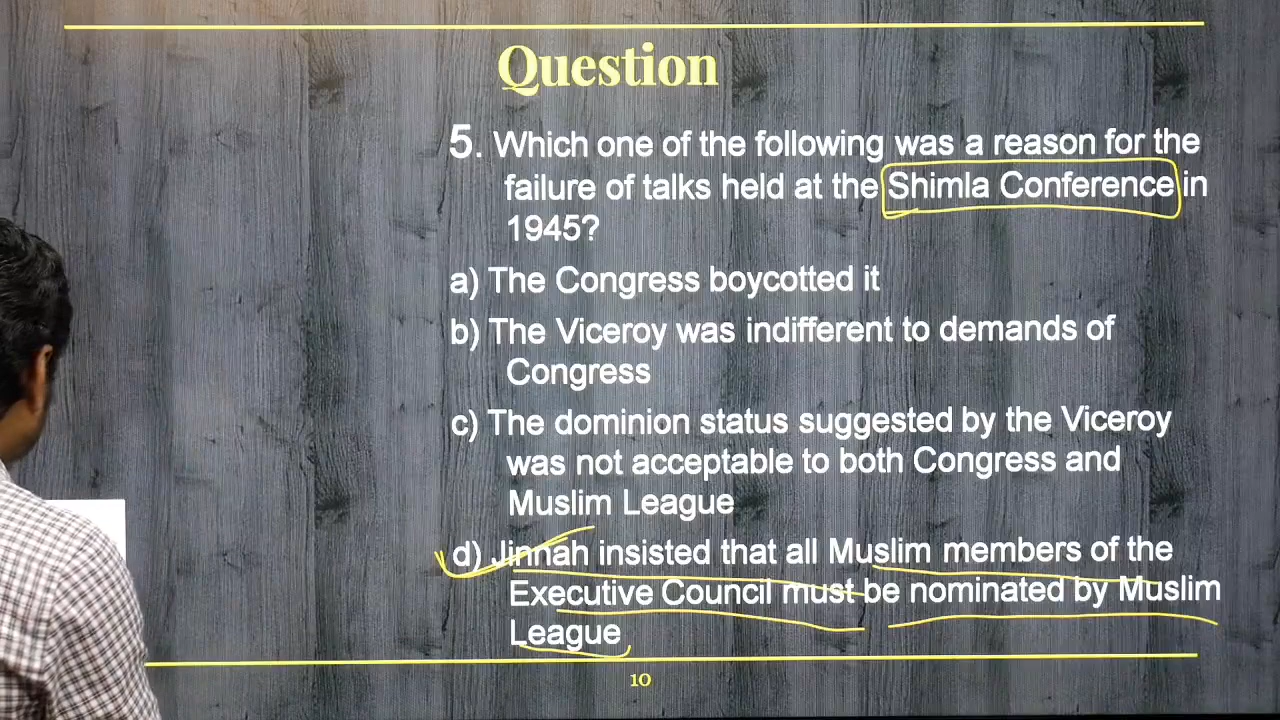 Question
5. Which one of the following was a reason for the
failure of talks held at the Shimla Conference in
1945?
a) The Congress boycotted it
b) The Viceroy was indifferent to demands of
Congress
c) The dominion status suggested by the Viceroy
was not acceptable to both Congress and
Muslim League
d) Jinnah insisted that all Muslim members of the
Executive Council must be nominated by Muslim
League
10